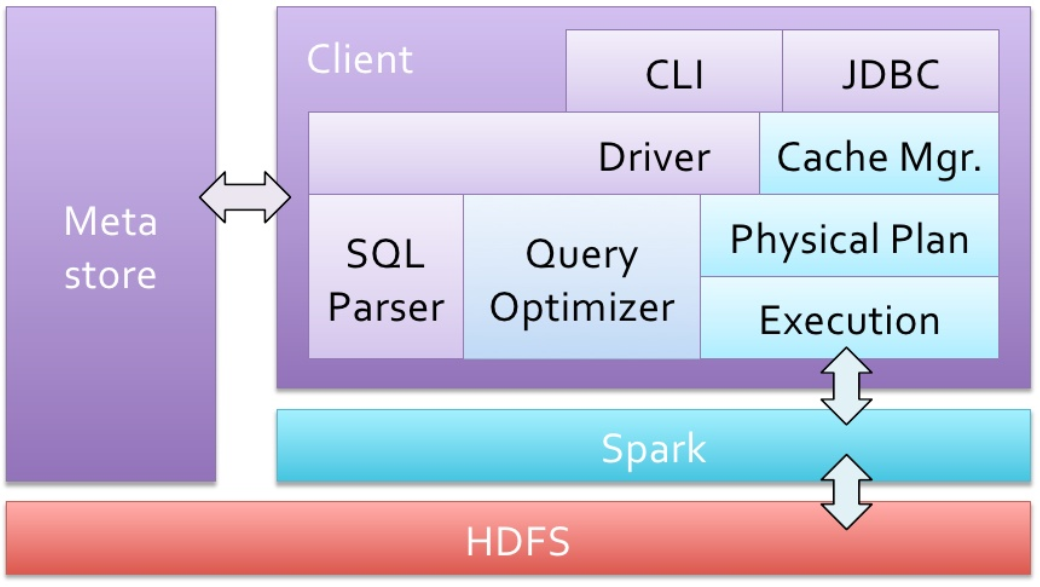 Client
CLI
JDBC
Driver
Cache Mgr.
Meta
store
SQL
Parser
Query
Optimizer
Physical Plan
Execution
Spark
HDFS